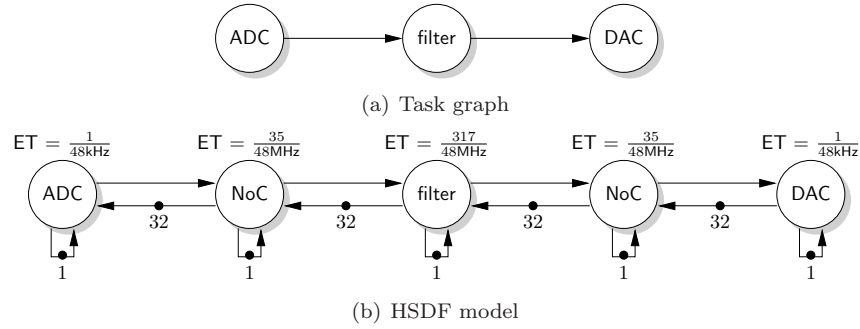 ADC filter DAC
(a) Task graph
ET = 1/48kHz ET = 35/48MHz ET = 317/48MHz ET = 35/48MHz ET = 1/48kHz
ADC NoC filter NoC DAC
32 32 32 32
1 1 1 1 1
(b) HSDF model